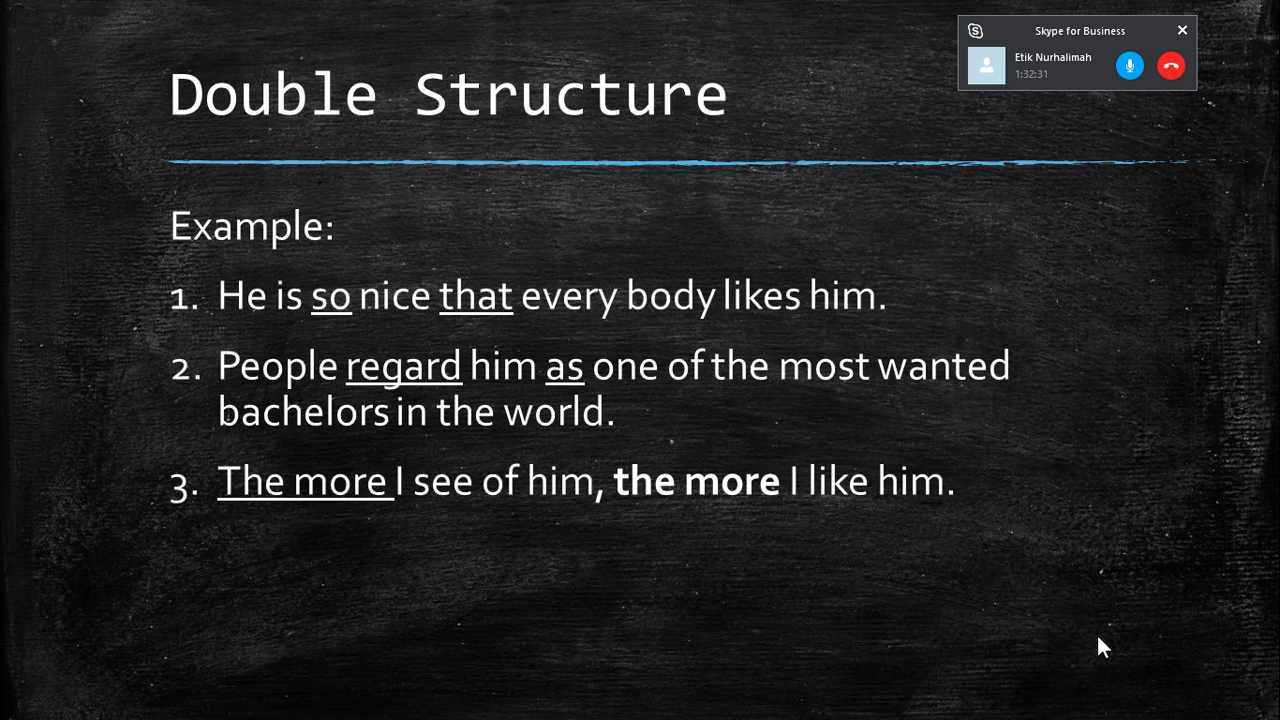 Skype for Business
Etik Nurhalimah
1:32:31
Double Structure
Example:
1. He is so nice that every body likes him.
2. People regard him as one of the most wanted
bachelors in the world.
3. The more I see of him, the more I like him.